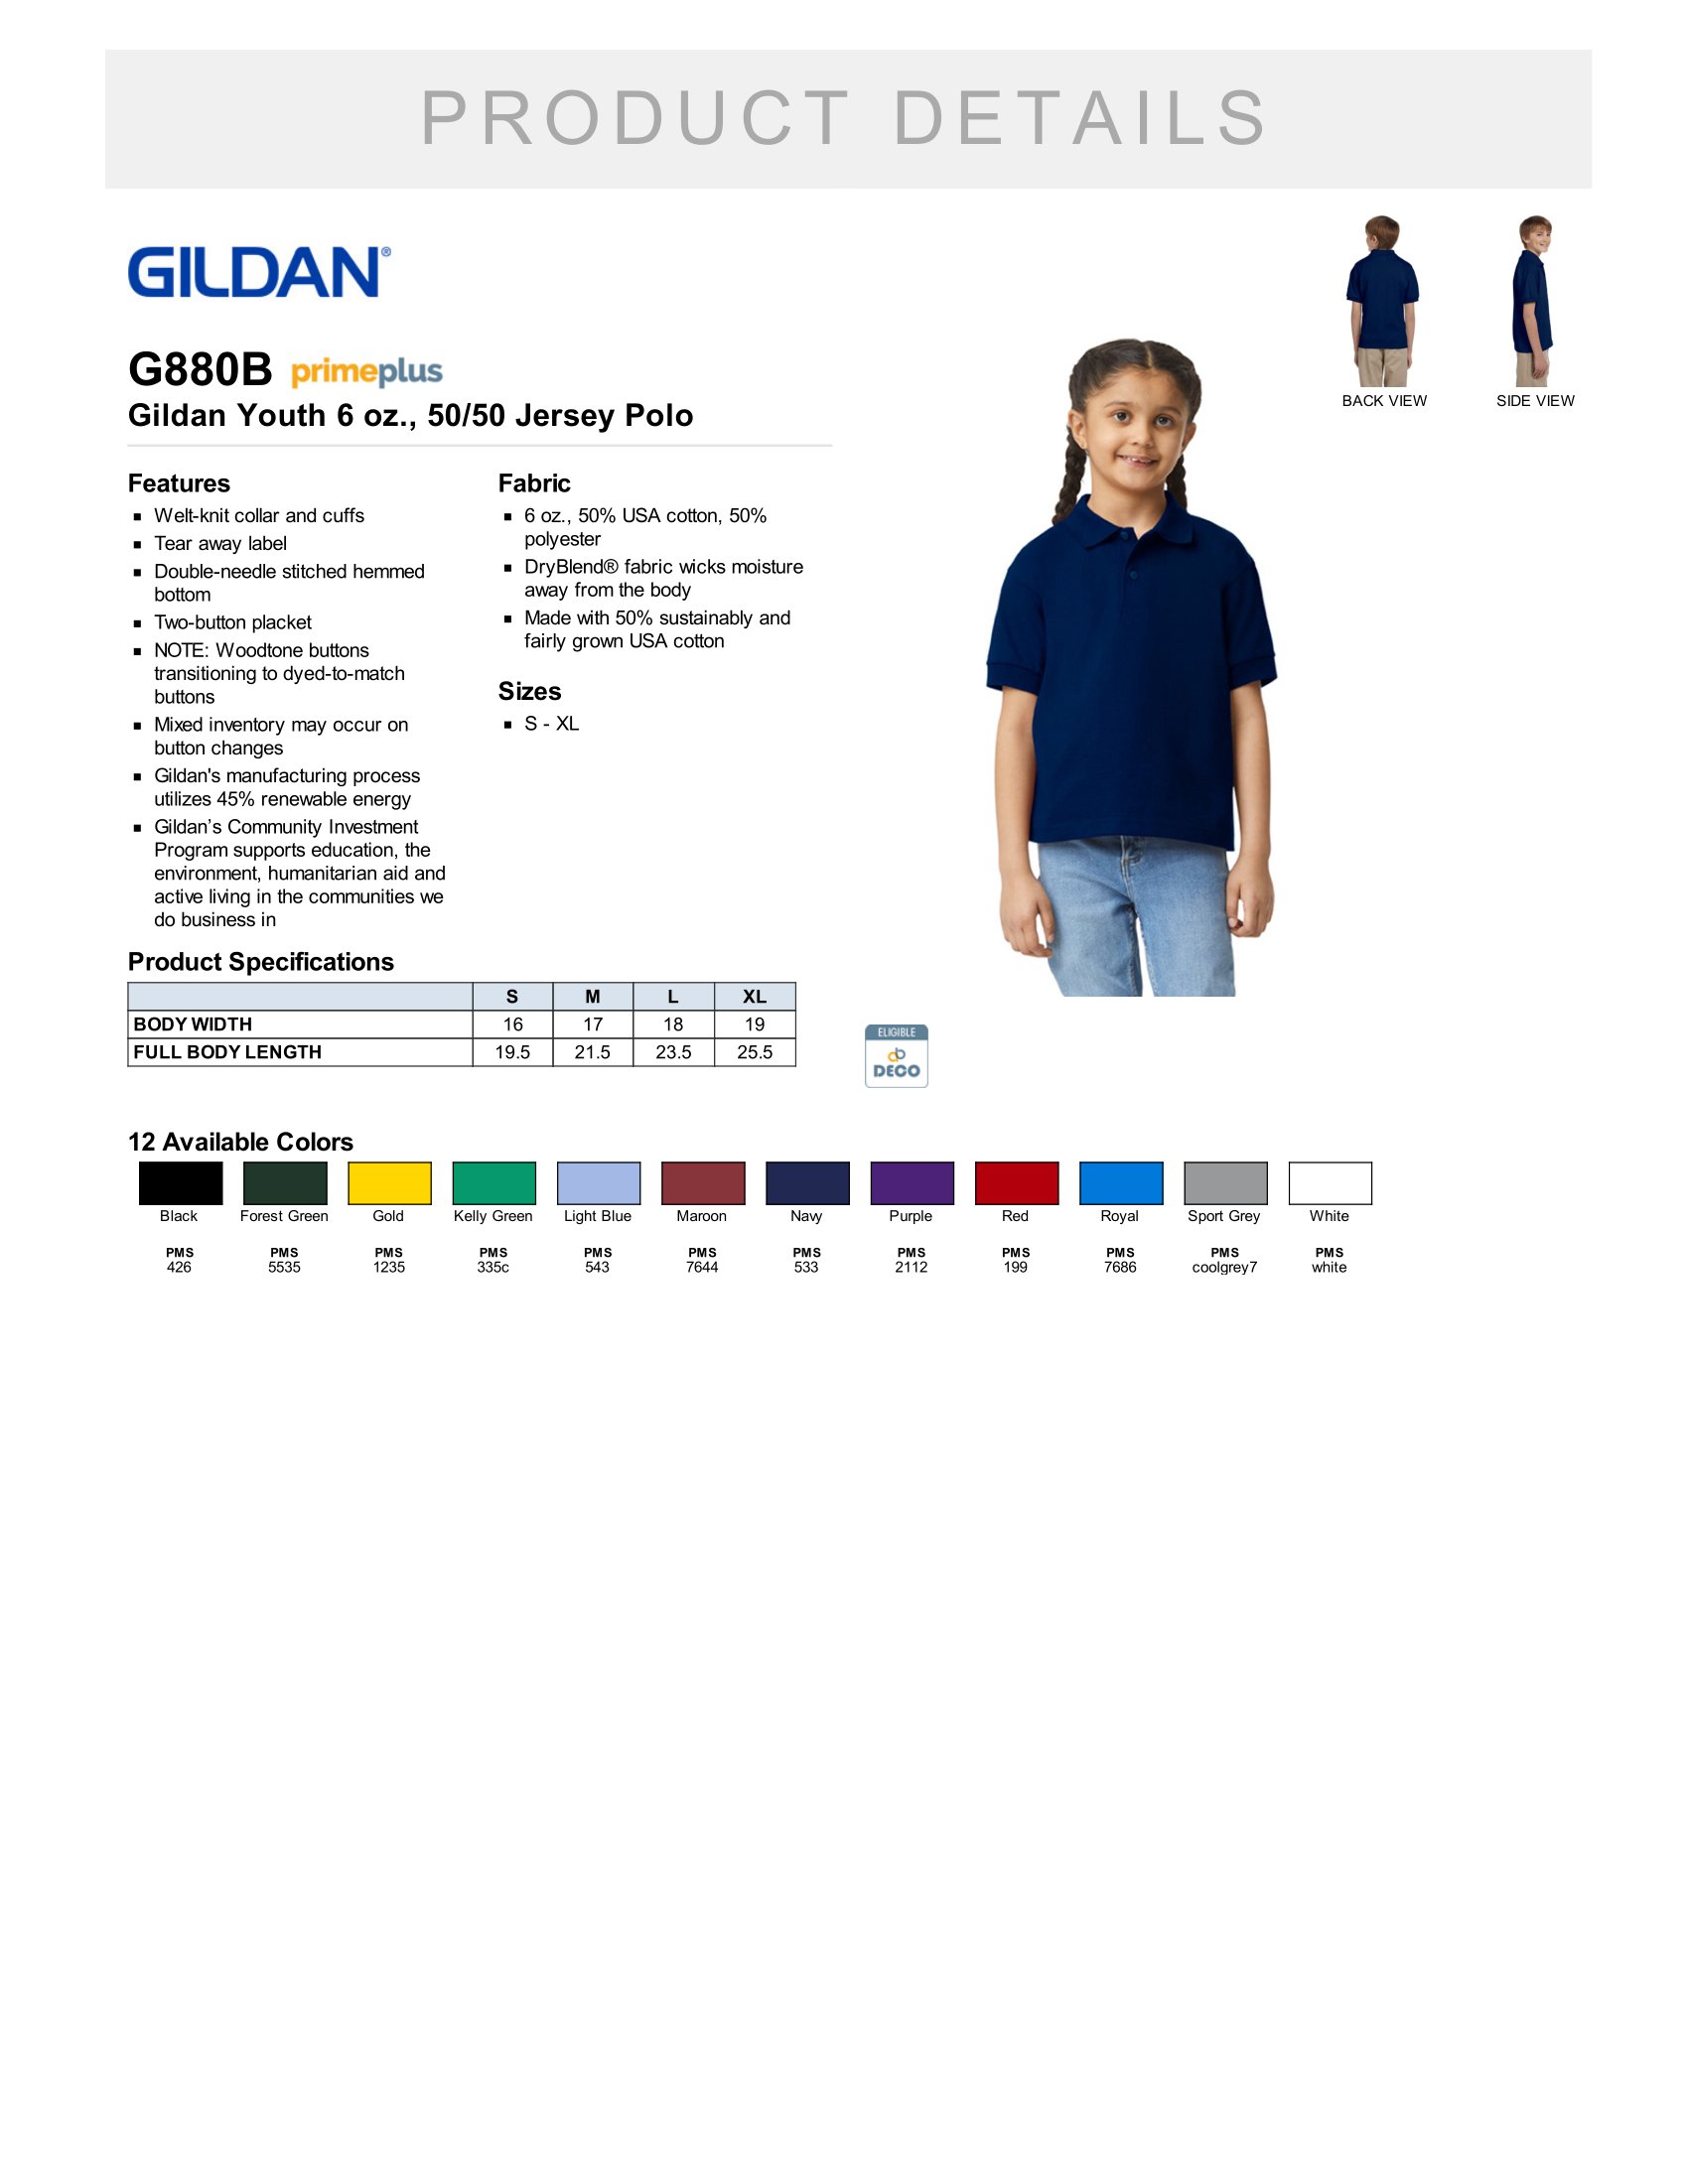 PRODUCT DETAILS
GILDAN®
BACK VIEW
SIDE VIEW
G880B primeplus
Gildan Youth 6 oz., 50/50 Jersey Polo
Features
▪ Welt-knit collar and cuffs
▪ Tear away label
▪ Double-needle stitched hemmed
bottom
▪ Two-button placket
▪ NOTE: Woodtone buttons
transitioning to dyed-to-match
buttons
▪ Mixed inventory may occur on
button changes
▪ Gildan's manufacturing process
utilizes 45% renewable energy
▪ Gildan’s Community Investment
Program supports education, the
environment, humanitarian aid and
active living in the communities we
do business in
Fabric
▪ 6 oz., 50% USA cotton, 50%
polyester
▪ DryBlend® fabric wicks moisture
away from the body
▪ Made with 50% sustainably and
fairly grown USA cotton
Sizes
▪ S - XL
Product Specifications
S M L XL
BODY WIDTH 16 17 18 19
FULL BODY LENGTH 19.5 21.5 23.5 25.5
ELIGIBLE
ab
DECO
12 Available Colors
Black Forest Green Gold Kelly Green Light Blue Maroon Navy Purple Red Royal Sport Grey White
PMS PMS PMS PMS PMS PMS PMS PMS PMS PMS PMS PMS
426 5535 1235 335c 543 7644 533 2112 199 7686 coolgrey7 white